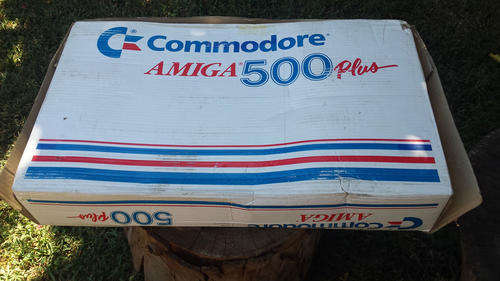 Commodore®
AMIGA® 500 Plus
AMIGA 500 Plus
Commodore